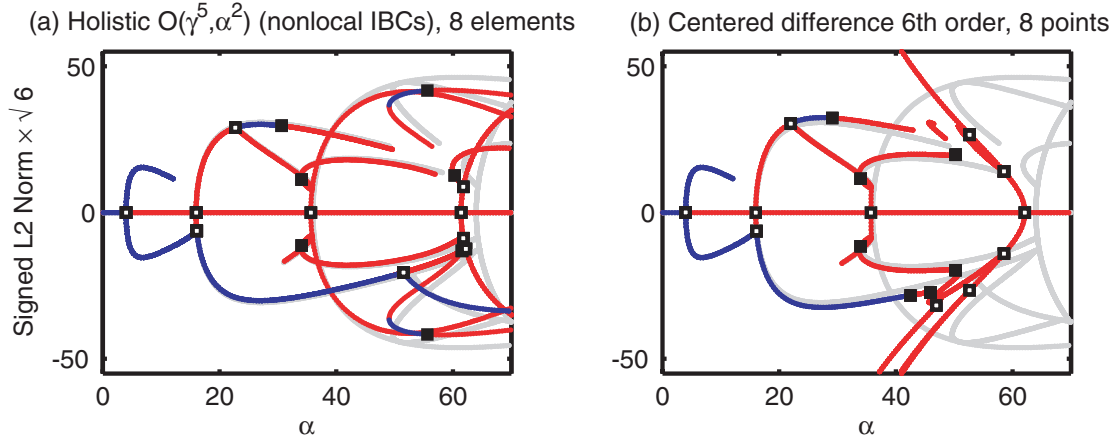 (a) Holistic O(γ⁵,α²) (nonlocal IBCs), 8 elements
(b) Centered difference 6th order, 8 points
Signed L2 Norm × √6
50
0
-50
0 20 40 60
α
50
0
-50
0 20 40 60
α